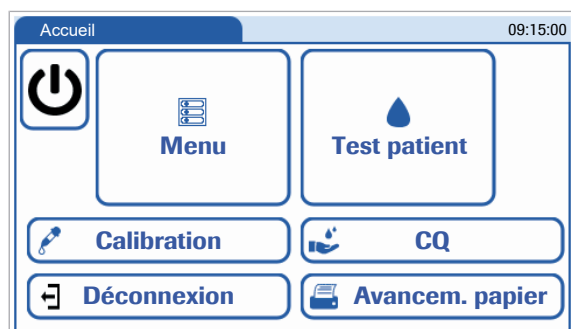 Accueil 09:15:00
Menu Test patient
Calibration CQ
Déconnexion Avancem. papier